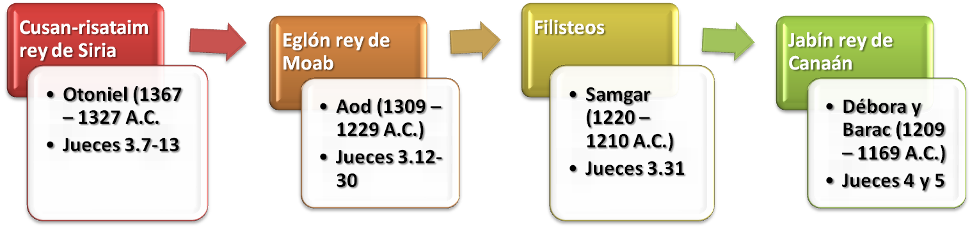 Cusan-risataim
rey de Siria
• Otoniel (1367
– 1327 A.C.
• Jueces 3.7-13
Eglón rey de
Moab
• Aod (1309 –
1229 A.C.)
• Jueces 3.12-
30
Filisteos
• Samgar
(1220 –
1210 A.C.)
• Jueces 3.31
Jabín rey de
Canaán
• Débora y
Barac (1209
– 1169 A.C.)
• Jueces 4 y 5